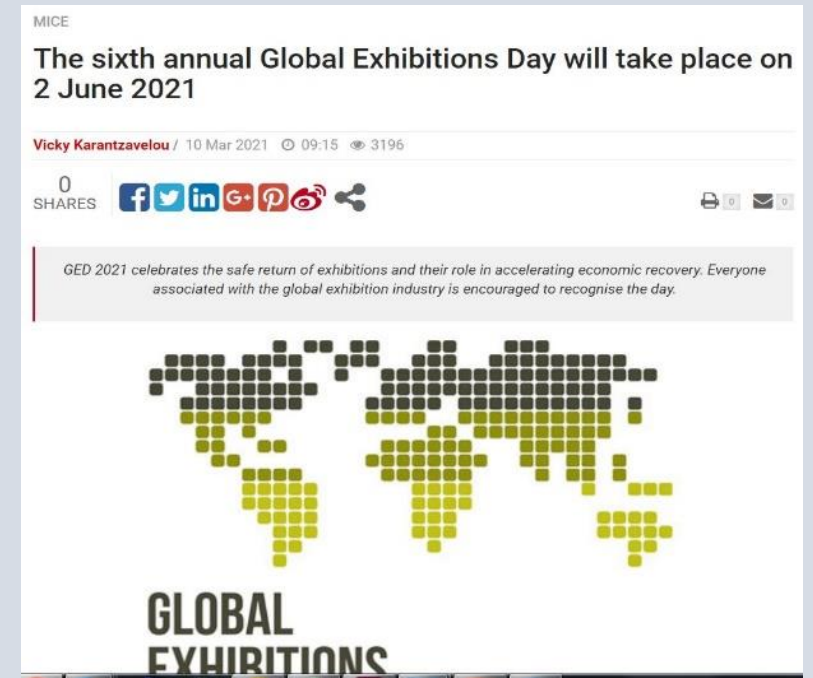 MICE
The sixth annual Global Exhibitions Day will take place on
2 June 2021
Vicky Karantzavelou / 10 Mar 2021 09:15 3196
0
SHARES
0 0
GED 2021 celebrates the safe return of exhibitions and their role in accelerating economic recovery. Everyone
associated with the global exhibition industry is encouraged to recognise the day.
GLOBAL
EXHIBITIONS